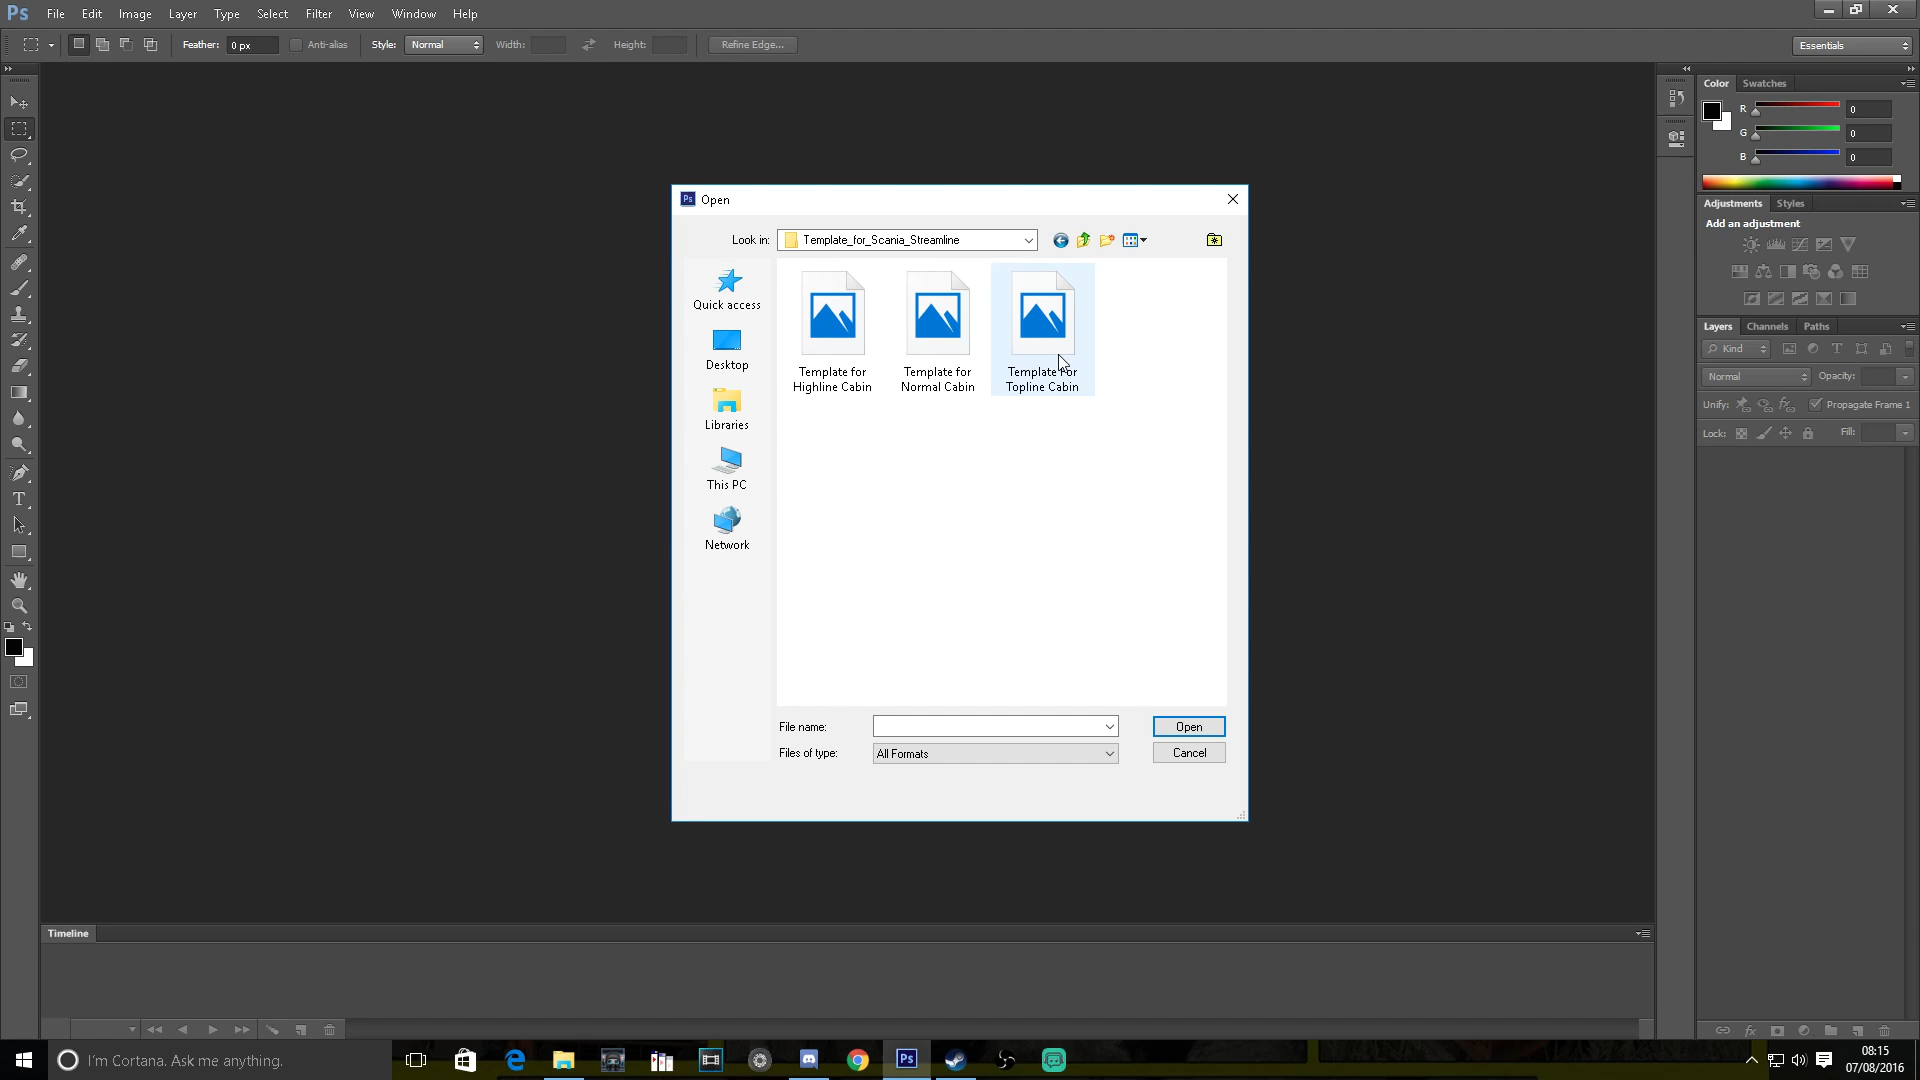 Ps File Edit Image Layer Type Select Filter View Window Help
Feather: 0 px Anti-alias Style: Normal Width: Height: Refine Edge... Essentials
Color Swatches
R 0
G 0
B 0
Adjustments Styles
Add an adjustment
Layers Channels Paths
Kind
Normal Opacity:
Unify: Propagate Frame 1
Lock: Fill:
Ps Open
Look in: Template_for_Scania_Streamline
Quick access
Desktop
Libraries
This PC
Network
Template for
Highline Cabin
Template for
Normal Cabin
Template for
Topline Cabin
File name: Open
Files of type: All Formats Cancel
Timeline
I'm Cortana. Ask me anything.
Ps
08:15
07/08/2016